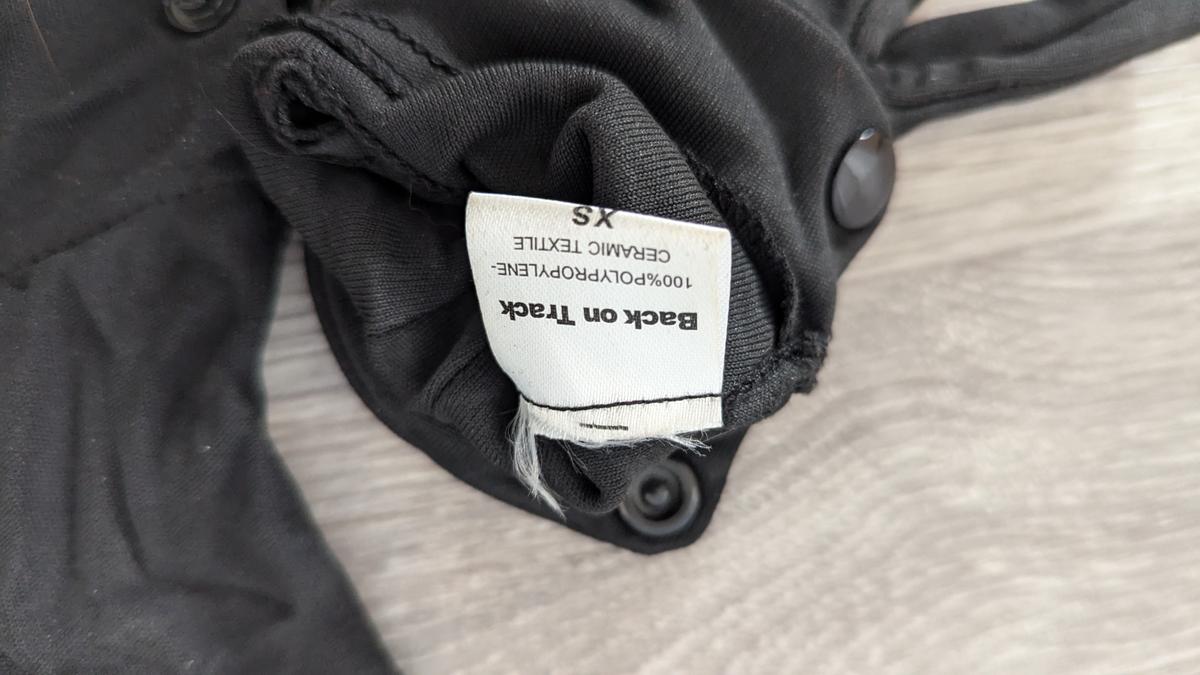 Back on Track
100%POLYPROPYLENE-
CERAMIC TEXTILE
XS